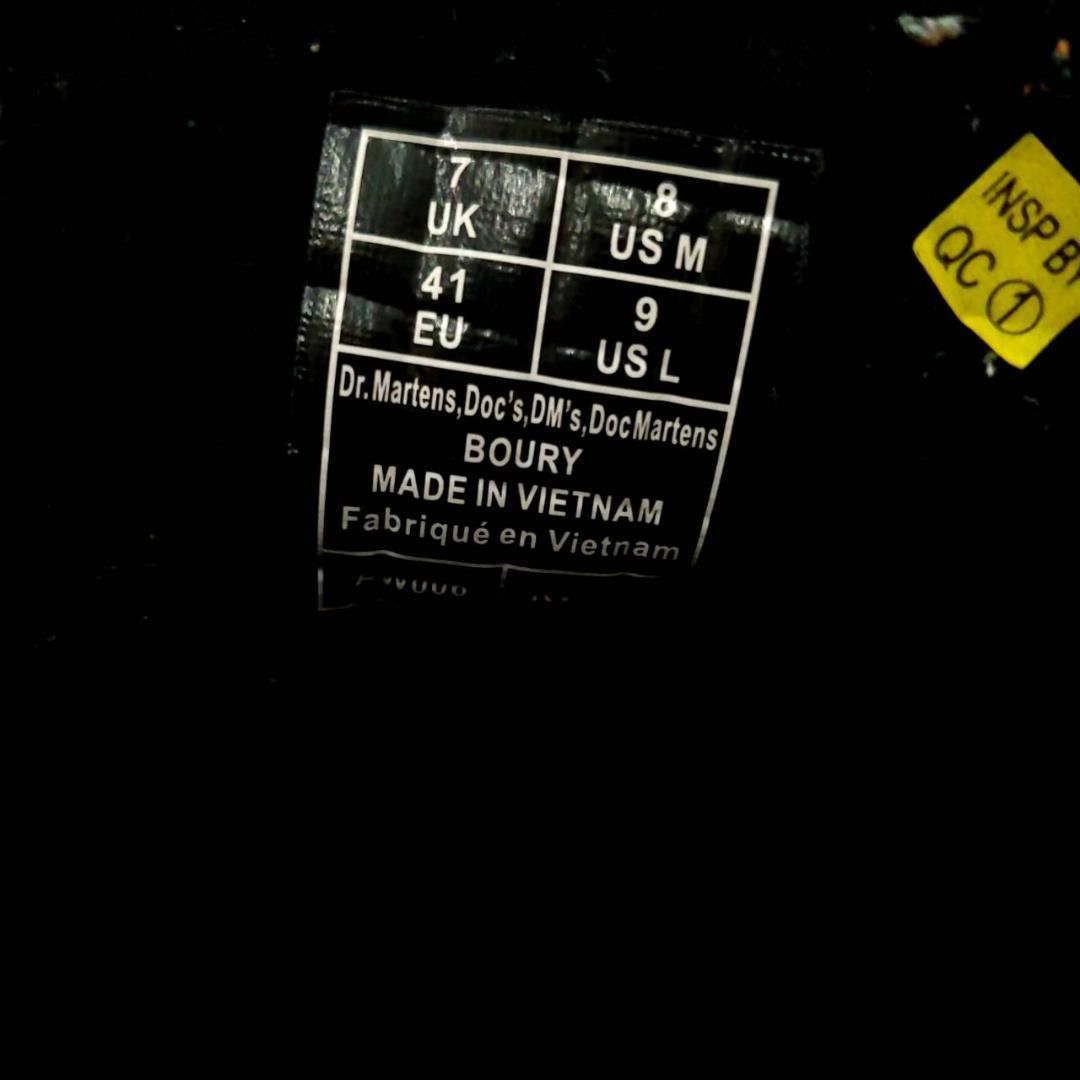 7
UK
8
US M
41
EU
9
US L
Dr.Martens,Doc's,DM's,DocMartens
BOURY
MADE IN VIETNAM
Fabriqué en Vietnam
INSP BY
QC ①